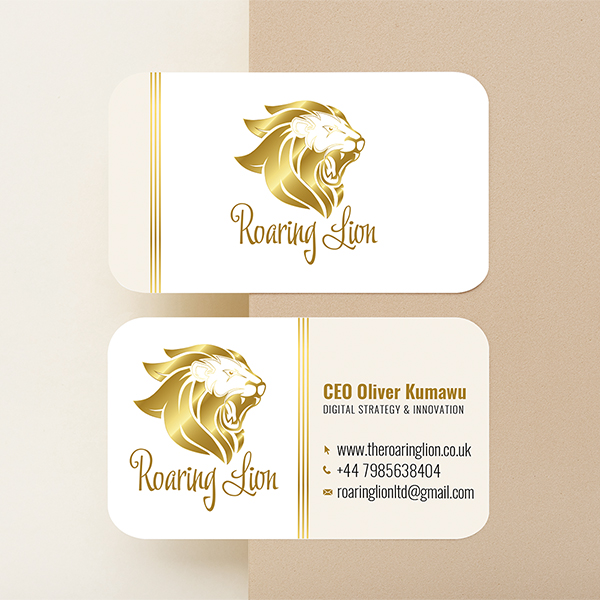 Roaring Lion
Roaring Lion
CEO Oliver Kumawu
DIGITAL STRATEGY & INNOVATION
www.theroaringlion.co.uk
+44 7985638404
roaringlionltd@gmail.com